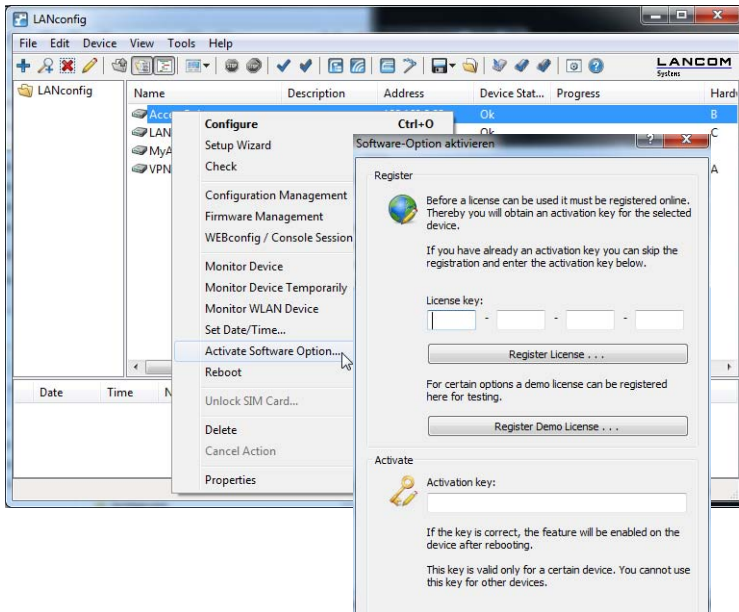 LANconfig
File Edit Device View Tools Help
LANCOM
Systems
LANconfig
Name Description Address Device Stat... Progress Hard
Ok B
LAN Ok C
MyA
VPN A
Configure Ctrl+O
Setup Wizard
Check
Configuration Management
Firmware Management
WEBconfig / Console Session
Monitor Device
Monitor Device Temporarily
Monitor WLAN Device
Set Date/Time...
Activate Software Option...
Reboot
Unlock SIM Card...
Delete
Cancel Action
Properties
Date Time N
Software-Option aktivieren
Register
Before a license can be used it must be registered online.
Thereby you will obtain an activation key for the selected
device.
If you have already an activation key you can skip the
registration and enter the activation key below.
License key:
- - -
Register License . . .
For certain options a demo license can be registered
here for testing.
Register Demo License . . .
Activate
Activation key:
If the key is correct, the feature will be enabled on the
device after rebooting.
This key is valid only for a certain device. You cannot use
this key for other devices.